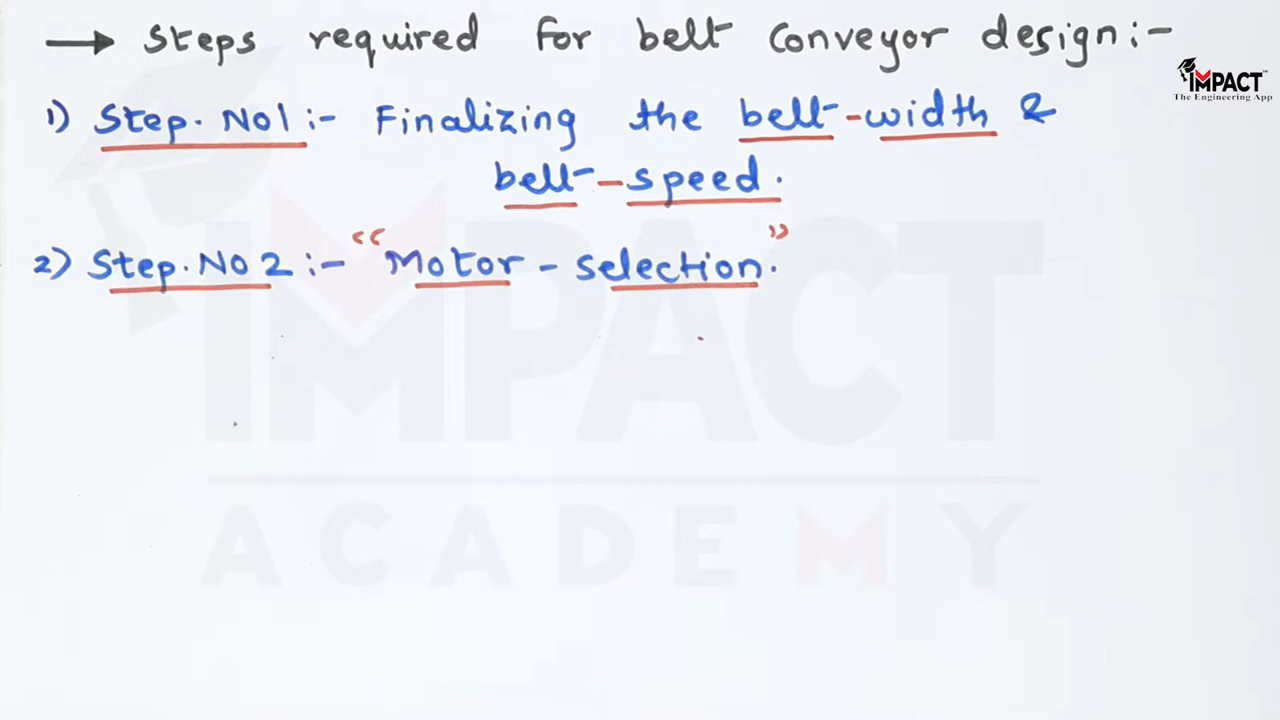 → Steps required for belt conveyor design:-
IMPACT
The Engineering App
1) Step. No1:- Finalizing the belt-width &
belt-speed.
2) Step. No 2:- "Motor-selection."
IMPACT
ACADEMY